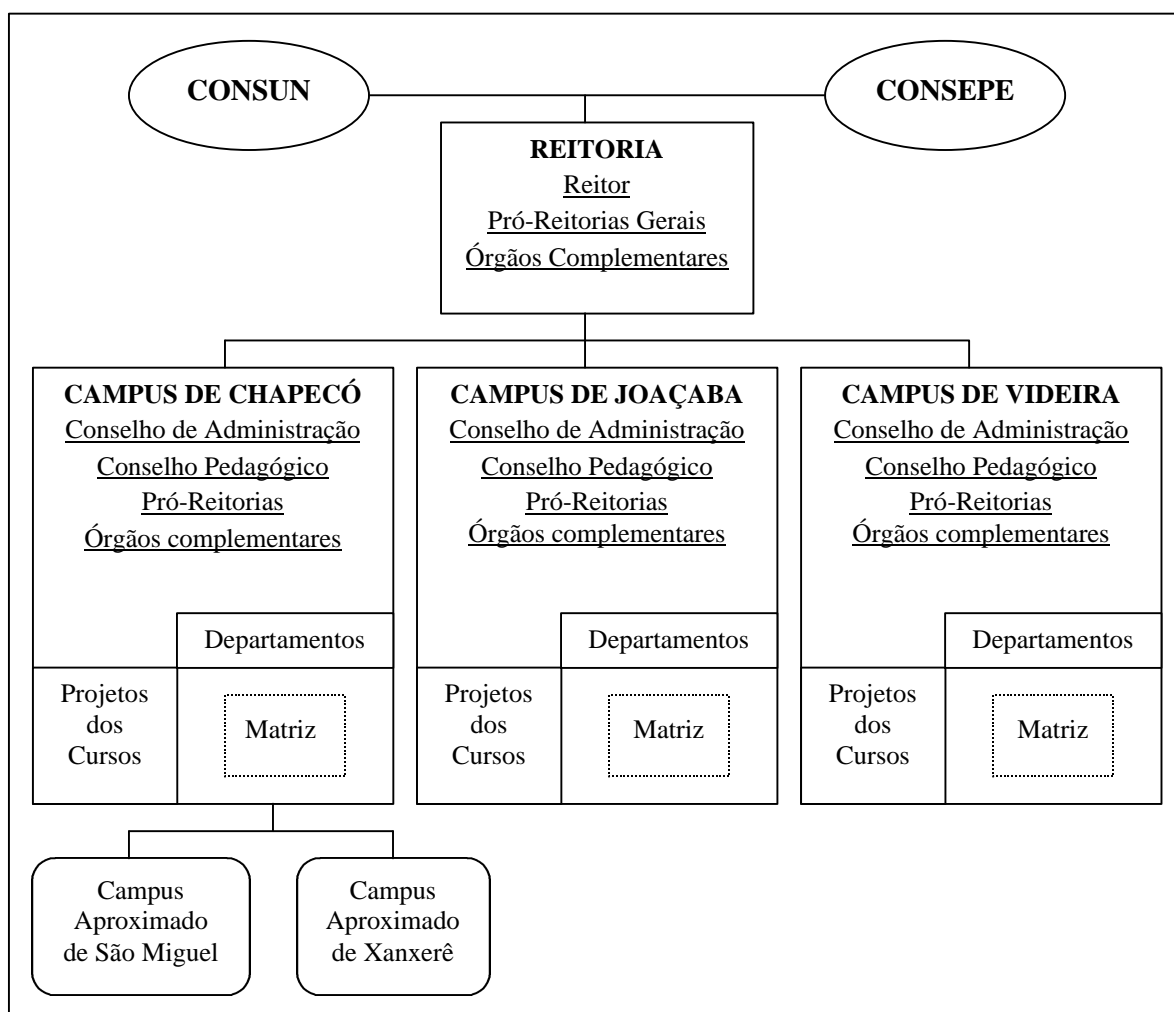 CONSUN
CONSEPE
REITORIA
Reitor
Pró-Reitorias Gerais
Órgãos Complementares
CAMPUS DE CHAPECÓ
Conselho de Administração
Conselho Pedagógico
Pró-Reitorias
Órgãos complementares
Departamentos
Projetos
dos
Cursos
Matriz
CAMPUS DE JOAÇABA
Conselho de Administração
Conselho Pedagógico
Pró-Reitorias
Órgãos complementares
Departamentos
Projetos
dos
Cursos
Matriz
CAMPUS DE VIDEIRA
Conselho de Administração
Conselho Pedagógico
Pró-Reitorias
Órgãos complementares
Departamentos
Projetos
dos
Cursos
Matriz
Campus
Aproximado
de São Miguel
Campus
Aproximado
de Xanxerê